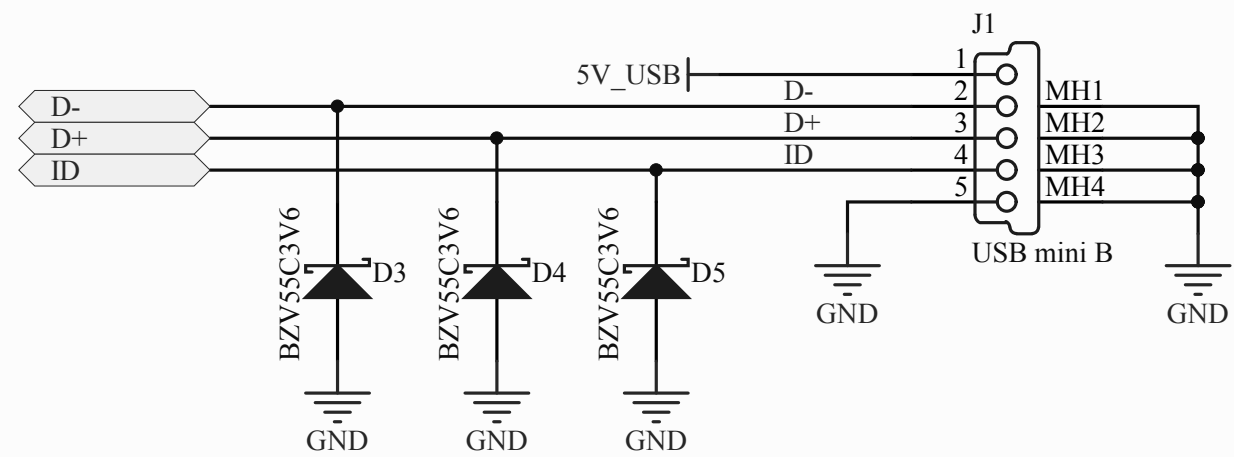 J1
5V_USB
1
D-
D-
2
MH1
D+
D+
3
MH2
ID
ID
4
MH3
5
MH4
USB mini B
BZV55C3V6
D3
BZV55C3V6
D4
BZV55C3V6
D5
GND
GND
GND
GND
GND